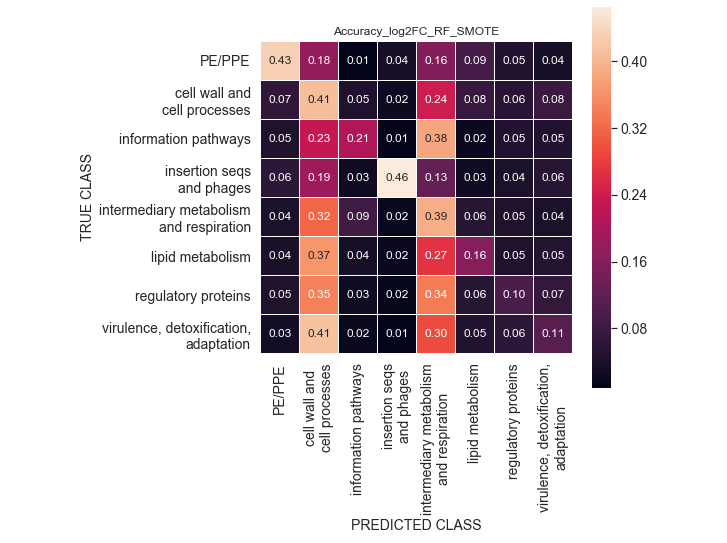 Accuracy_log2FC_RF_SMOTE
TRUE CLASS
PE/PPE
0.43 0.18 0.01 0.04 0.16 0.09 0.05 0.04
cell wall and
cell processes
0.07 0.41 0.05 0.02 0.24 0.08 0.06 0.08
information pathways
0.05 0.23 0.21 0.01 0.38 0.02 0.05 0.05
insertion seqs
and phages
0.06 0.19 0.03 0.46 0.13 0.03 0.04 0.06
intermediary metabolism
and respiration
0.04 0.32 0.09 0.02 0.39 0.06 0.05 0.04
lipid metabolism
0.04 0.37 0.04 0.02 0.27 0.16 0.05 0.05
regulatory proteins
0.05 0.35 0.03 0.02 0.34 0.06 0.10 0.07
virulence, detoxification,
adaptation
0.03 0.41 0.02 0.01 0.30 0.05 0.06 0.11
PE/PPE
cell wall and
cell processes
information pathways
insertion seqs
and phages
intermediary metabolism
and respiration
lipid metabolism
regulatory proteins
virulence, detoxification,
adaptation
PREDICTED CLASS
0.40
0.32
0.24
0.16
0.08